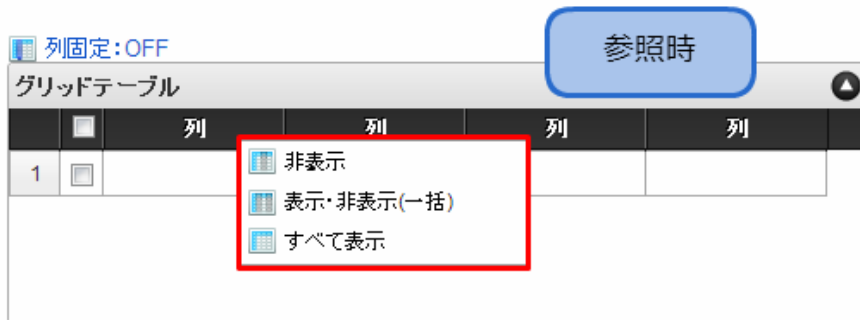 参照時
列固定:OFF
グリッドテーブル
列 列 列 列
1
非表示
表示・非表示(一括)
すべて表示